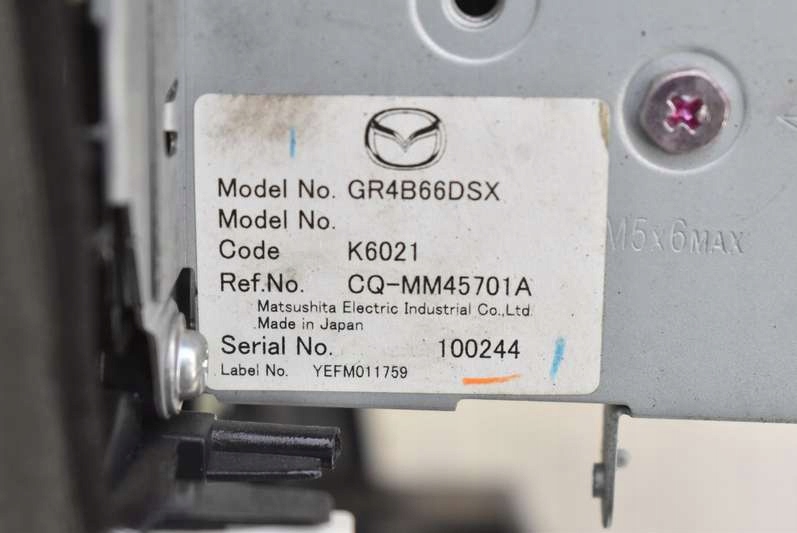 Model No. GR4B66DSX
Model No.
Code K6021
Ref.No. CQ-MM45701A
Matsushita Electric Industrial Co.,Ltd.
Made in Japan
Serial No. 100244
Label No. YEFM011759
M5x6MAX